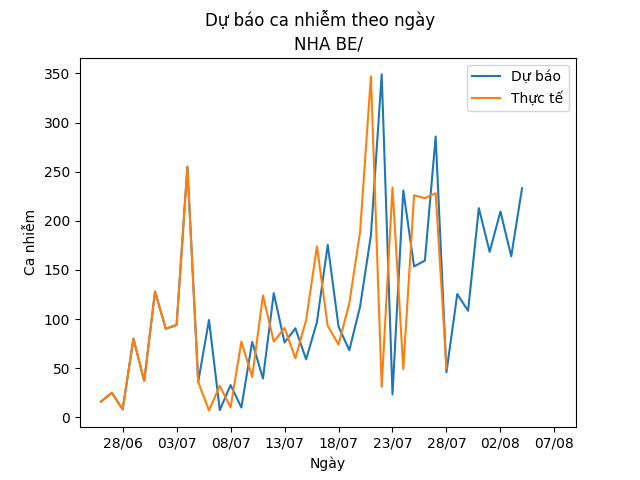 Dự báo ca nhiễm theo ngày
NHA BE/
Dự báo
Thực tế
350
300
250
200
150
100
50
0
Ca nhiễm
28/06
03/07
08/07
13/07
18/07
23/07
28/07
02/08
07/08
Ngày